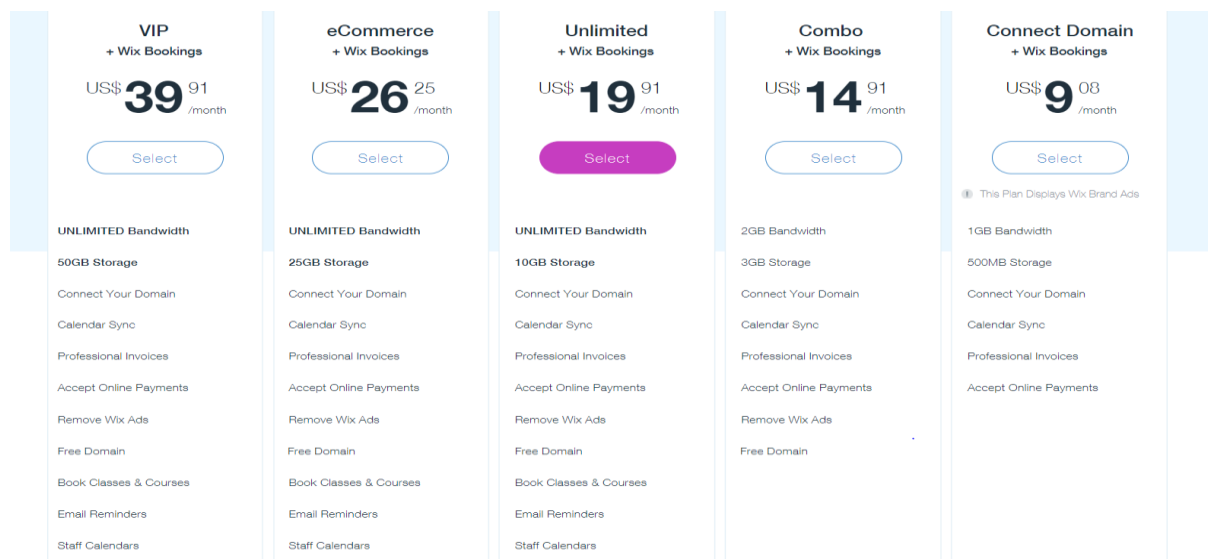 VIP
+ Wix Bookings
US$ 39 91
/month
Select
UNLIMITED Bandwidth
50GB Storage
Connect Your Domain
Calendar Sync
Professional Invoices
Accept Online Payments
Remove Wix Ads
Free Domain
Book Classes & Courses
Email Reminders
Staff Calendars
eCommerce
+ Wix Bookings
US$ 26 25
/month
Select
UNLIMITED Bandwidth
25GB Storage
Connect Your Domain
Calendar Sync
Professional Invoices
Accept Online Payments
Remove Wix Ads
Free Domain
Book Classes & Courses
Email Reminders
Staff Calendars
Unlimited
+ Wix Bookings
US$ 19 91
/month
Select
UNLIMITED Bandwidth
10GB Storage
Connect Your Domain
Calendar Sync
Professional Invoices
Accept Online Payments
Remove Wix Ads
Free Domain
Book Classes & Courses
Email Reminders
Staff Calendars
Combo
+ Wix Bookings
US$ 14 91
/month
Select
2GB Bandwidth
3GB Storage
Connect Your Domain
Calendar Sync
Professional Invoices
Accept Online Payments
Remove Wix Ads
Free Domain
Connect Domain
+ Wix Bookings
US$ 9 08
/month
Select
! This Plan Displays Wix Brand Ads
1GB Bandwidth
500MB Storage
Connect Your Domain
Calendar Sync
Professional Invoices
Accept Online Payments